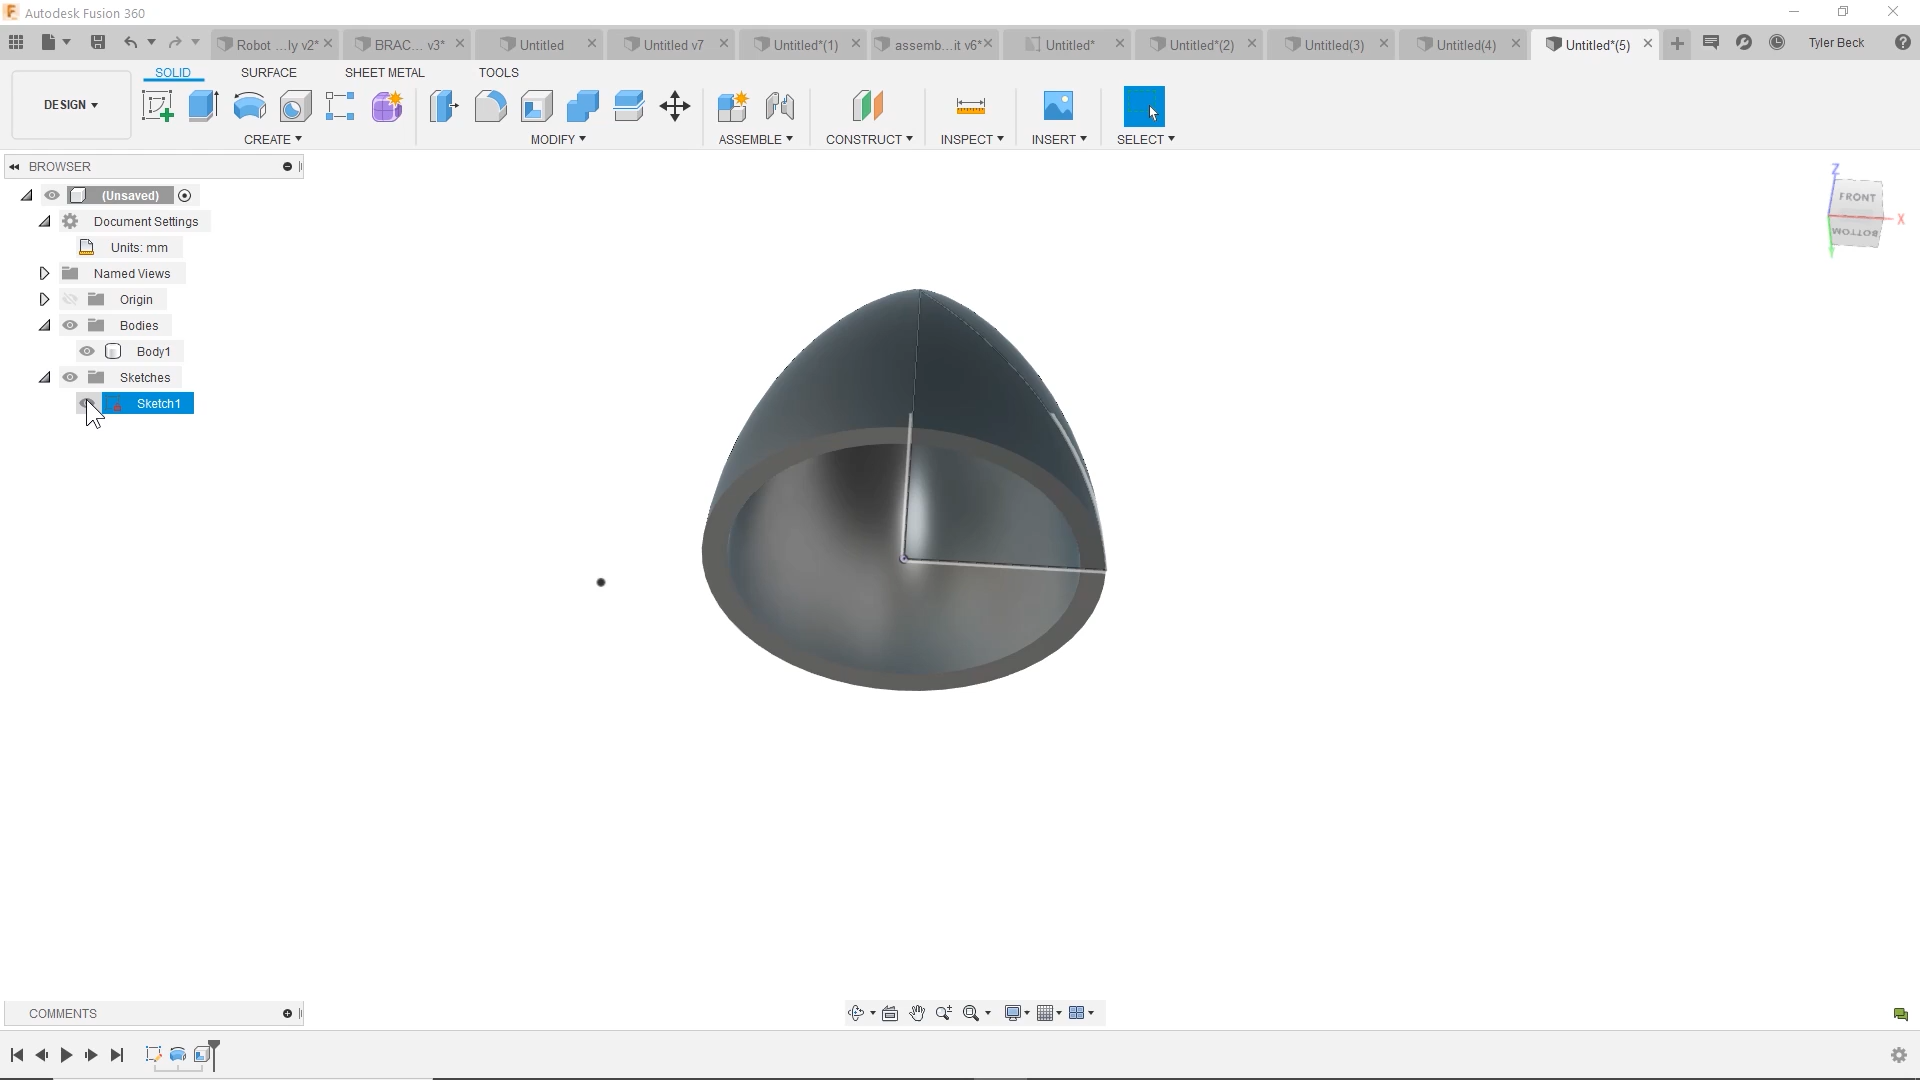 Autodesk Fusion 360
Robot ...ly v2*
BRAC... v3*
Untitled
Untitled v7
Untitled*(1)
assemb...it v6*
Untitled*
Untitled*(2)
Untitled(3)
Untitled(4)
Untitled*(5)
Tyler Beck
SOLID
SURFACE
SHEET METAL
TOOLS
DESIGN
CREATE
MODIFY
ASSEMBLE
CONSTRUCT
INSPECT
INSERT
SELECT
BROWSER
(Unsaved)
Document Settings
Units: mm
Named Views
Origin
Bodies
Body1
Sketches
Sketch1
Z
FRONT
X
BOTTOM
COMMENTS